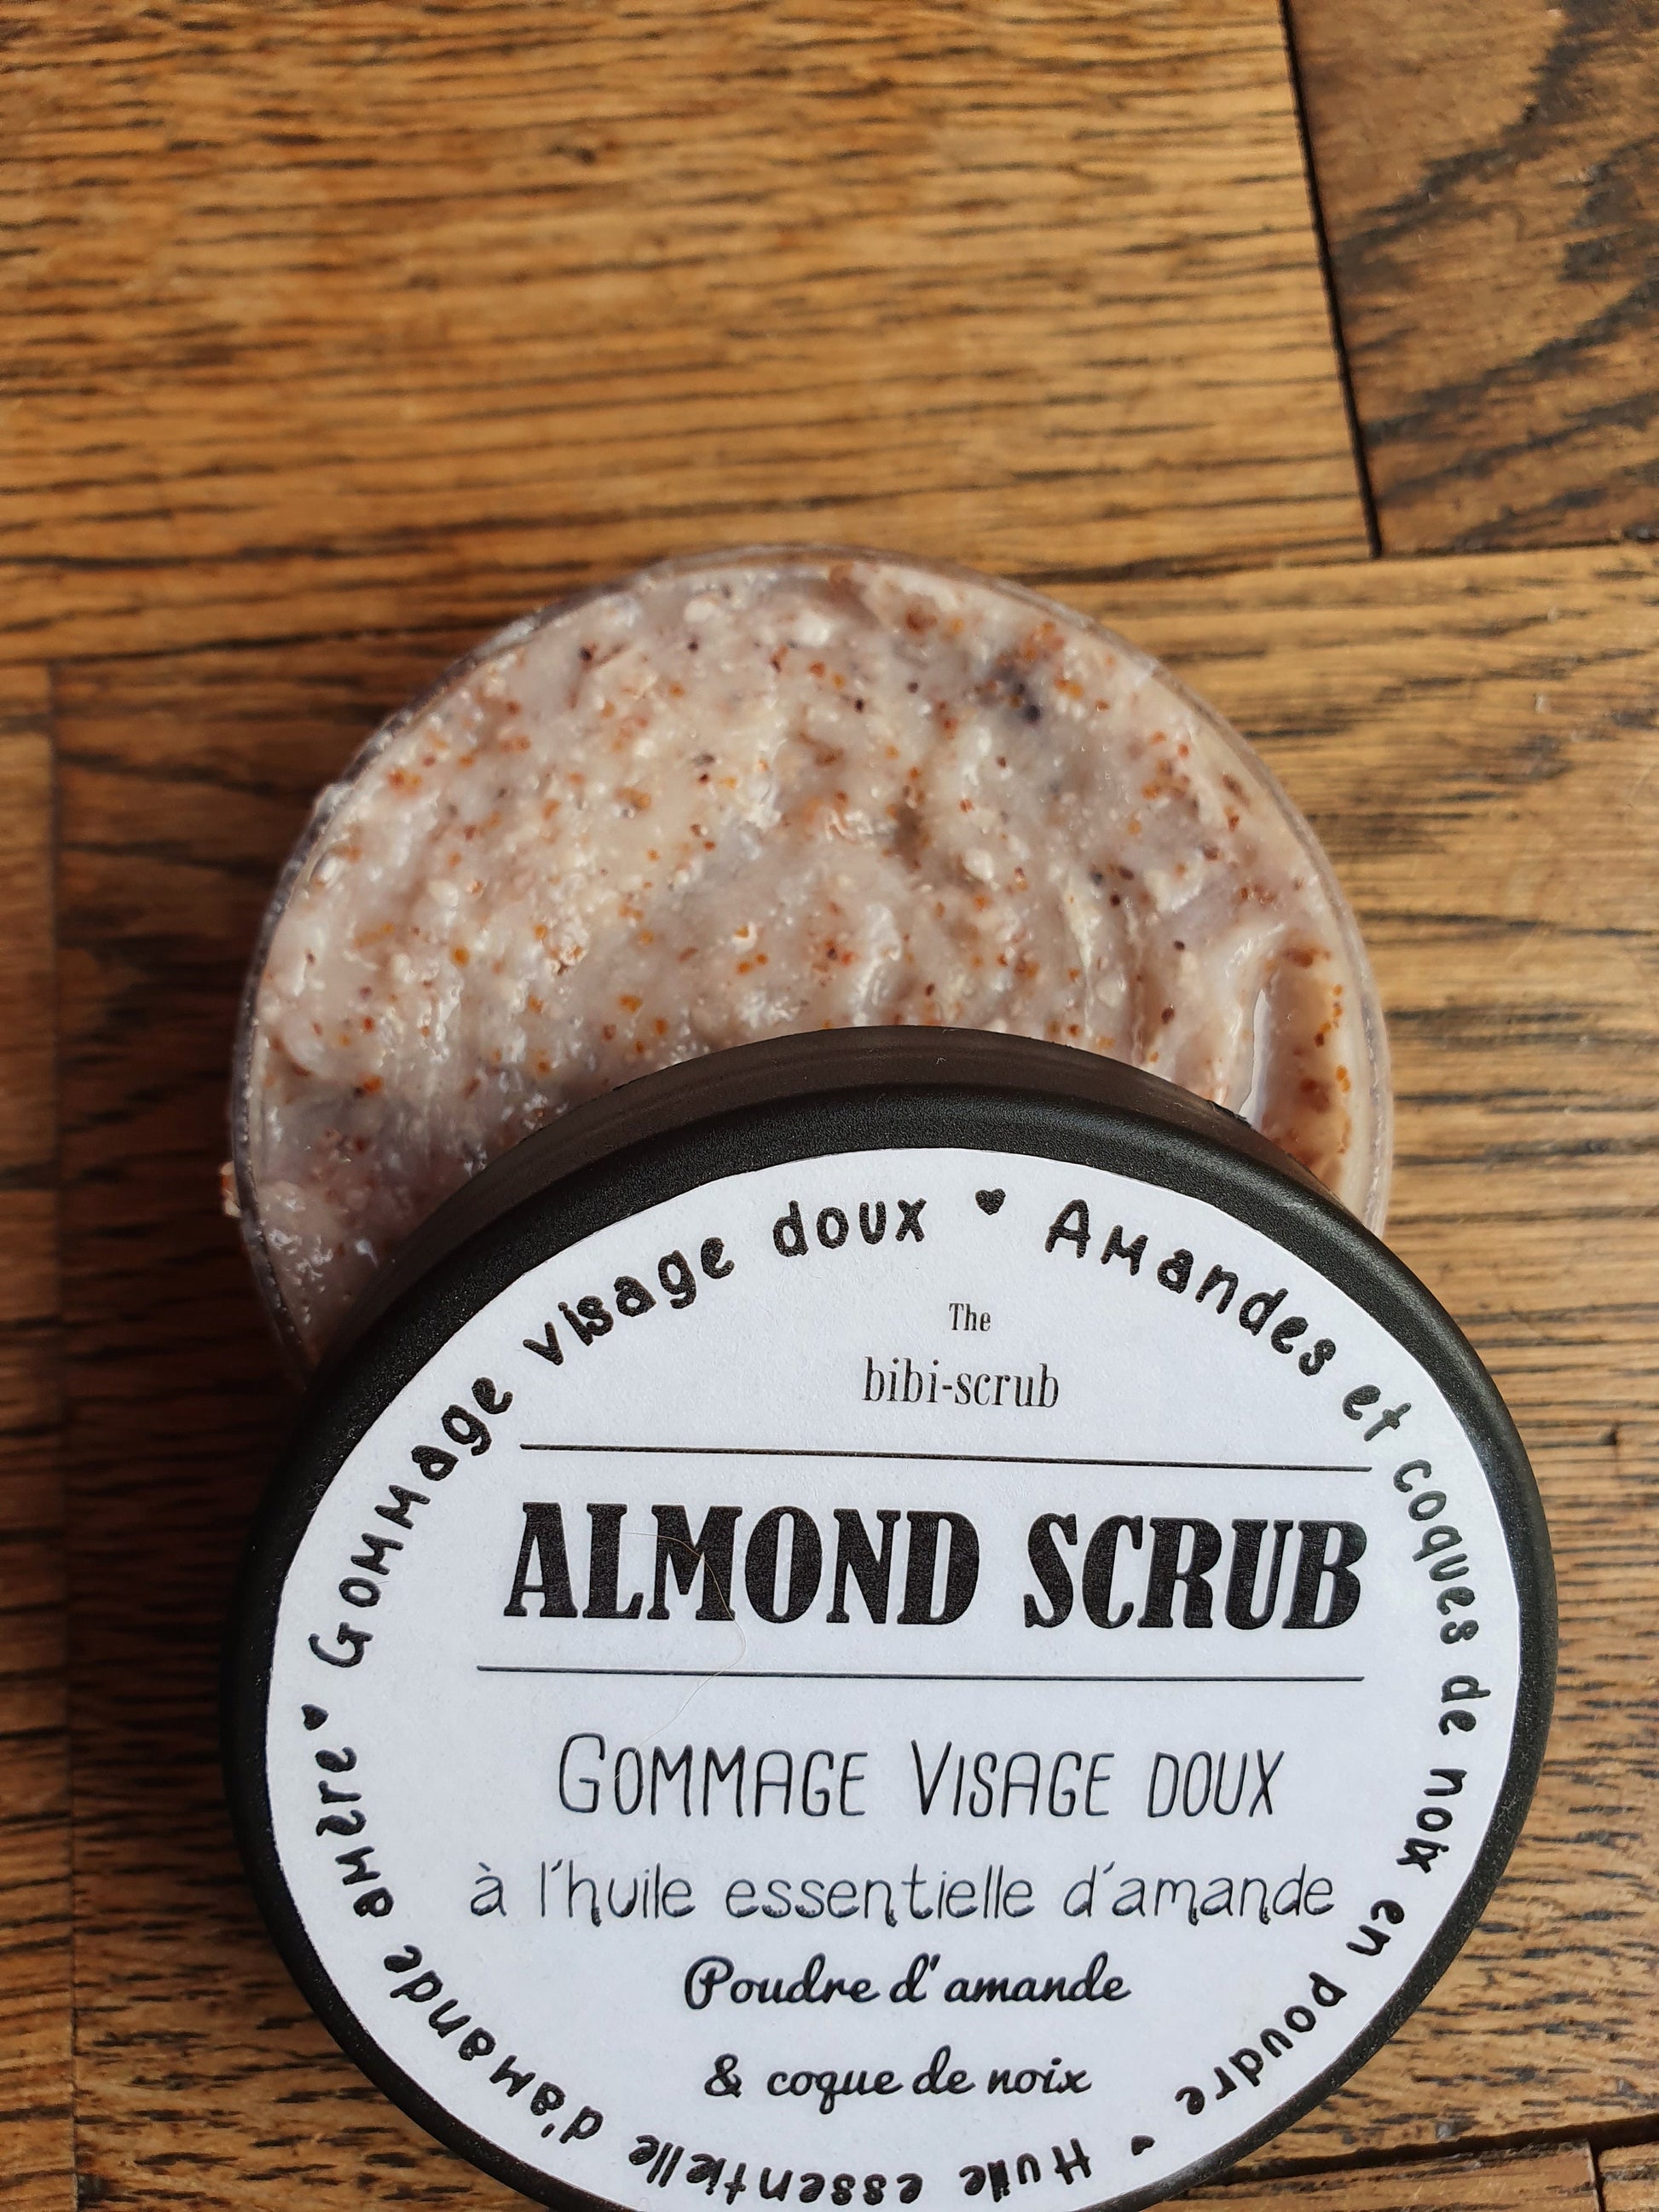 Gommage visage doux ♥ Amandes et coques de noix en poudre ♥ Huile essentielle d'amande amère ♥
The
bibi-scrub
ALMOND SCRUB
GOMMAGE VISAGE DOUX
à l'huile essentielle d'amande
Poudre d'amande
& coque de noix